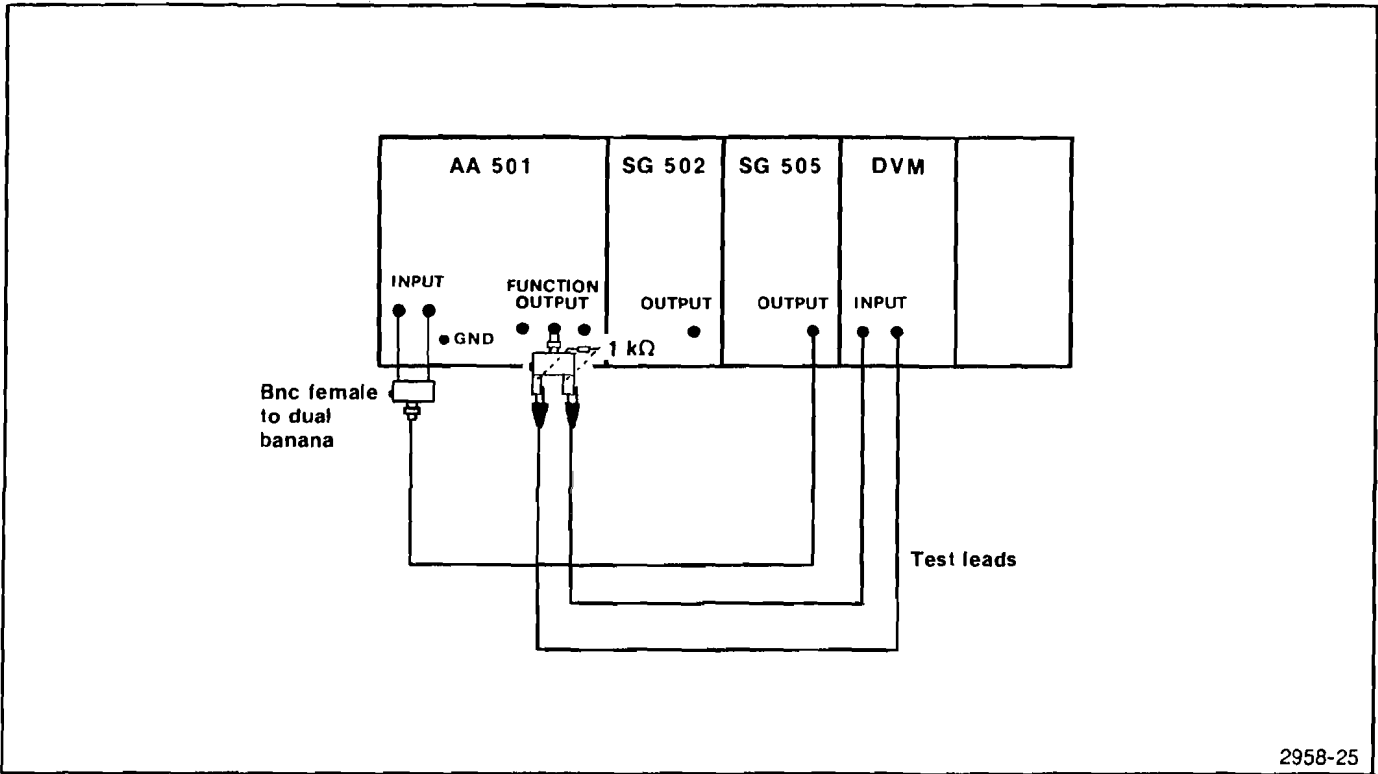 AA 501
SG 502
SG 505
DVM
INPUT
FUNCTION
OUTPUT
OUTPUT
OUTPUT
INPUT
GND
1 kΩ
Bnc female
to dual
banana
Test leads
2958-25